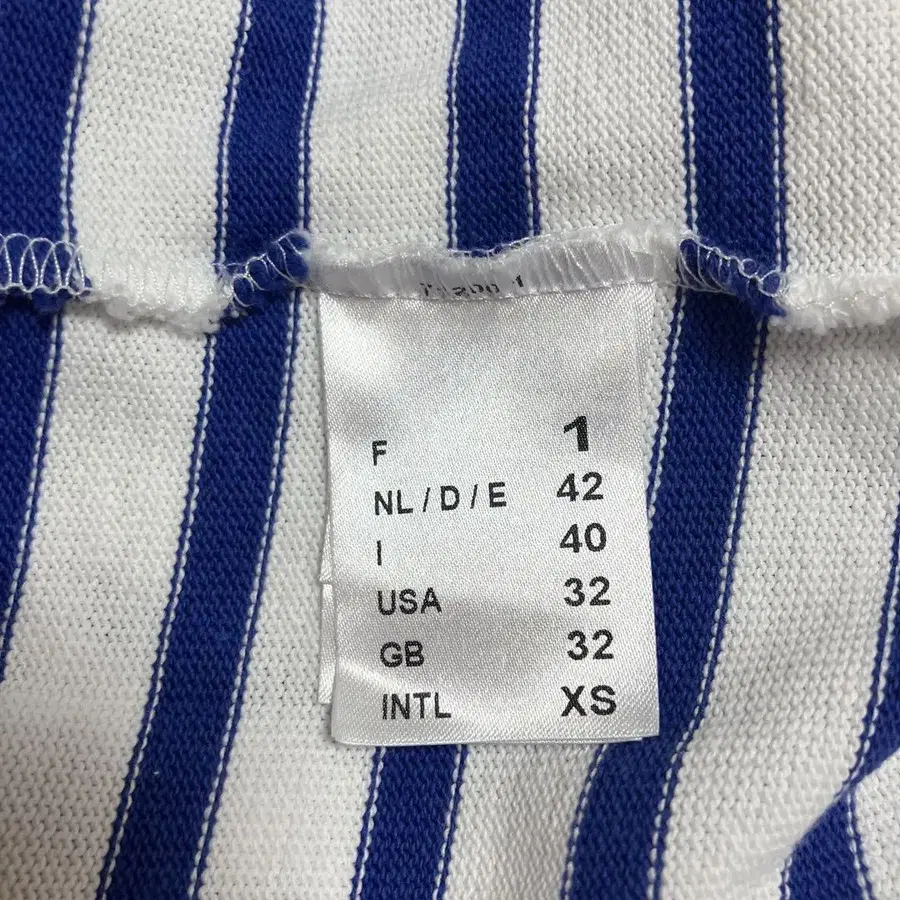 F 1
NL / D / E 42
I 40
USA 32
GB 32
INTL XS